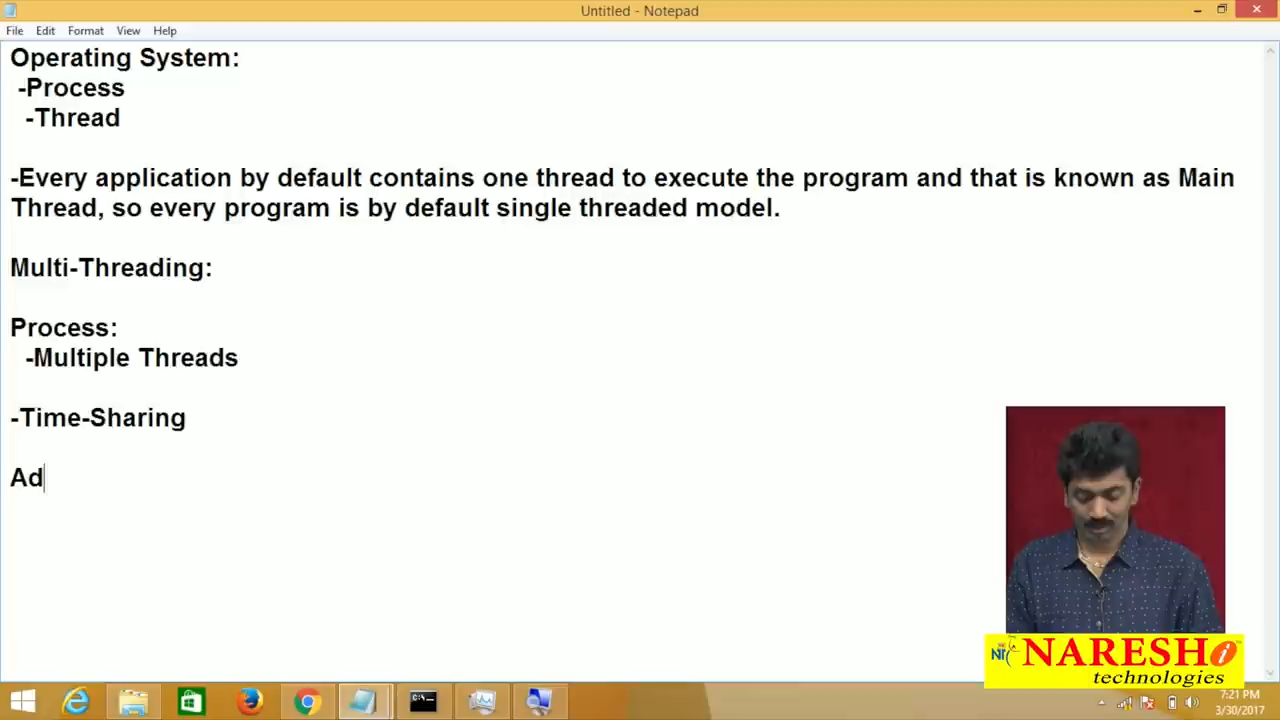 Untitled - Notepad
File Edit Format View Help
Operating System:
-Process
-Thread
-Every application by default contains one thread to execute the program and that is known as Main
Thread, so every program is by default single threaded model.
Multi-Threading:
Process:
-Multiple Threads
-Time-Sharing
Ad
NARESH i
technologies
7:21 PM
3/30/2017